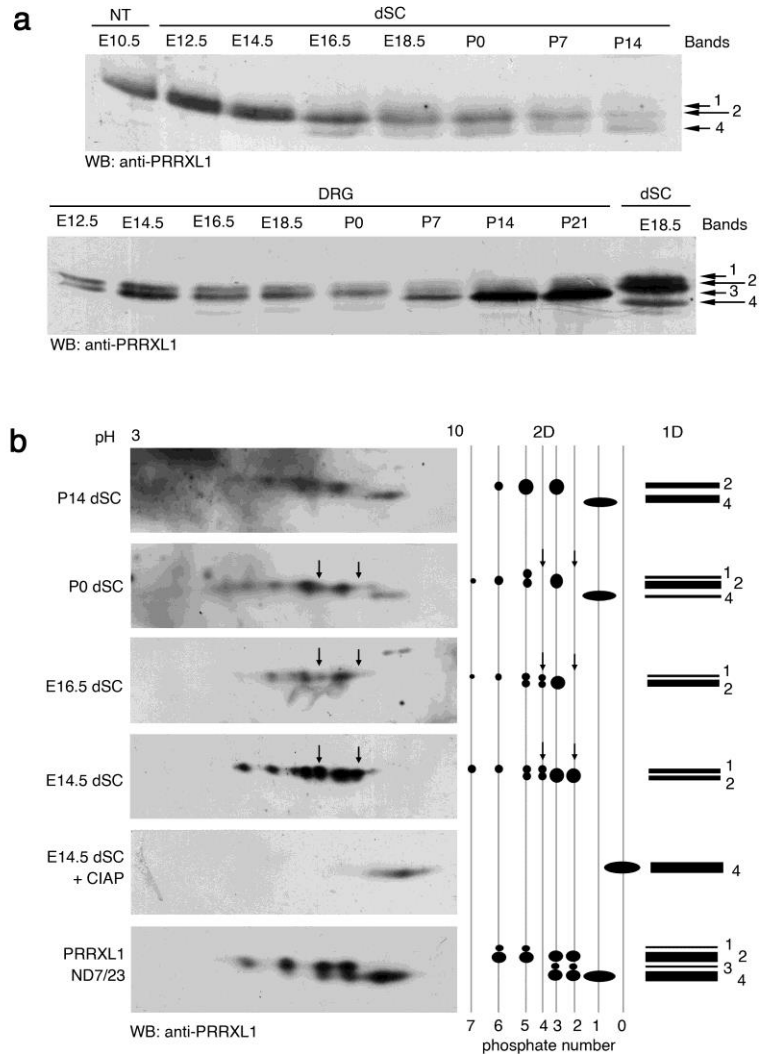 a
NT dSC
E10.5 E12.5 E14.5 E16.5 E18.5 P0 P7 P14 Bands
1
2
4
WB: anti-PRRXL1
DRG dSC
E12.5 E14.5 E16.5 E18.5 P0 P7 P14 P21 E18.5 Bands
1
2
3
4
WB: anti-PRRXL1
b
pH 3 10 2D 1D
P14 dSC
2
4
P0 dSC
1
2
4
E16.5 dSC
1
2
E14.5 dSC
1
2
E14.5 dSC
+ CIAP
4
PRRXL1
ND7/23
1
2
3
4
WB: anti-PRRXL1
7 6 5 4 3 2 1 0
phosphate number